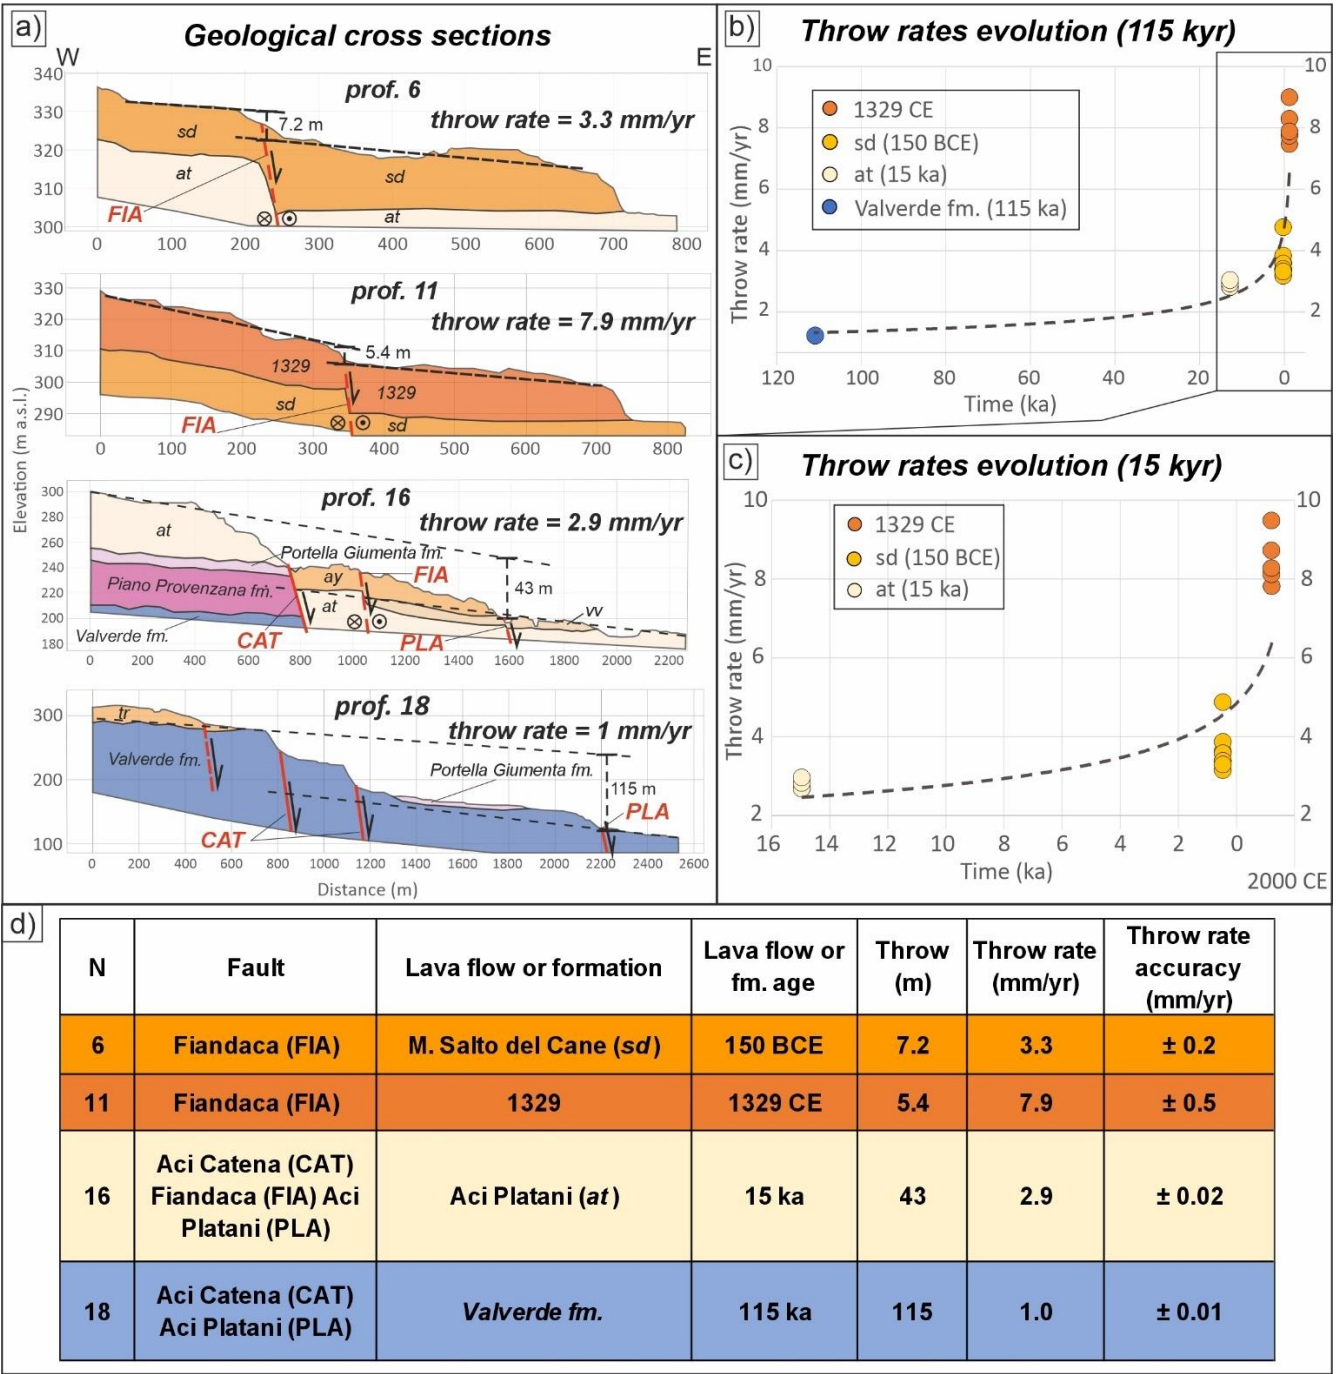 a)
Geological cross sections
W
E
prof. 6
throw rate = 3.3 mm/yr
7.2 m
sd
at
sd
at
FIA
340
330
320
310
300
0 100 200 300 400 500 600 700 800
prof. 11
throw rate = 7.9 mm/yr
5.4 m
1329
1329
sd
sd
FIA
330
320
310
300
290
0 100 200 300 400 500 600 700 800
Elevation (m a.s.l.)
prof. 16
throw rate = 2.9 mm/yr
at
Portella Giumenta fm.
Piano Provenzana fm.
Valverde fm.
ay
FIA
43 m
at
vv
CAT
PLA
300
280
260
240
220
200
180
0 200 400 600 800 1000 1200 1400 1600 1800 2000 2200
prof. 18
throw rate = 1 mm/yr
tr
Valverde fm.
Portella Giumenta fm.
115 m
PLA
CAT
300
200
100
0 200 400 600 800 1000 1200 1400 1600 1800 2000 2200 2400 2600
Distance (m)
b)
Throw rates evolution (115 kyr)
10
8
6
4
2
10
8
6
4
2
Throw rate (mm/yr)
1329 CE
sd (150 BCE)
at (15 ka)
Valverde fm. (115 ka)
120 100 80 60 40 20 0
Time (ka)
c)
Throw rates evolution (15 kyr)
10
8
6
4
2
10
8
6
4
2
Throw rate (mm/yr)
1329 CE
sd (150 BCE)
at (15 ka)
16 14 12 10 8 6 4 2 0
Time (ka)
2000 CE
d)
N
Fault
Lava flow or formation
Lava flow or
fm. age
Throw
(m)
Throw rate
(mm/yr)
Throw rate
accuracy
(mm/yr)
6
Fiandaca (FIA)
M. Salto del Cane (sd)
150 BCE
7.2
3.3
± 0.2
11
Fiandaca (FIA)
1329
1329 CE
5.4
7.9
± 0.5
16
Aci Catena (CAT)
Fiandaca (FIA) Aci
Platani (PLA)
Aci Platani (at)
15 ka
43
2.9
± 0.02
18
Aci Catena (CAT)
Aci Platani (PLA)
Valverde fm.
115 ka
115
1.0
± 0.01